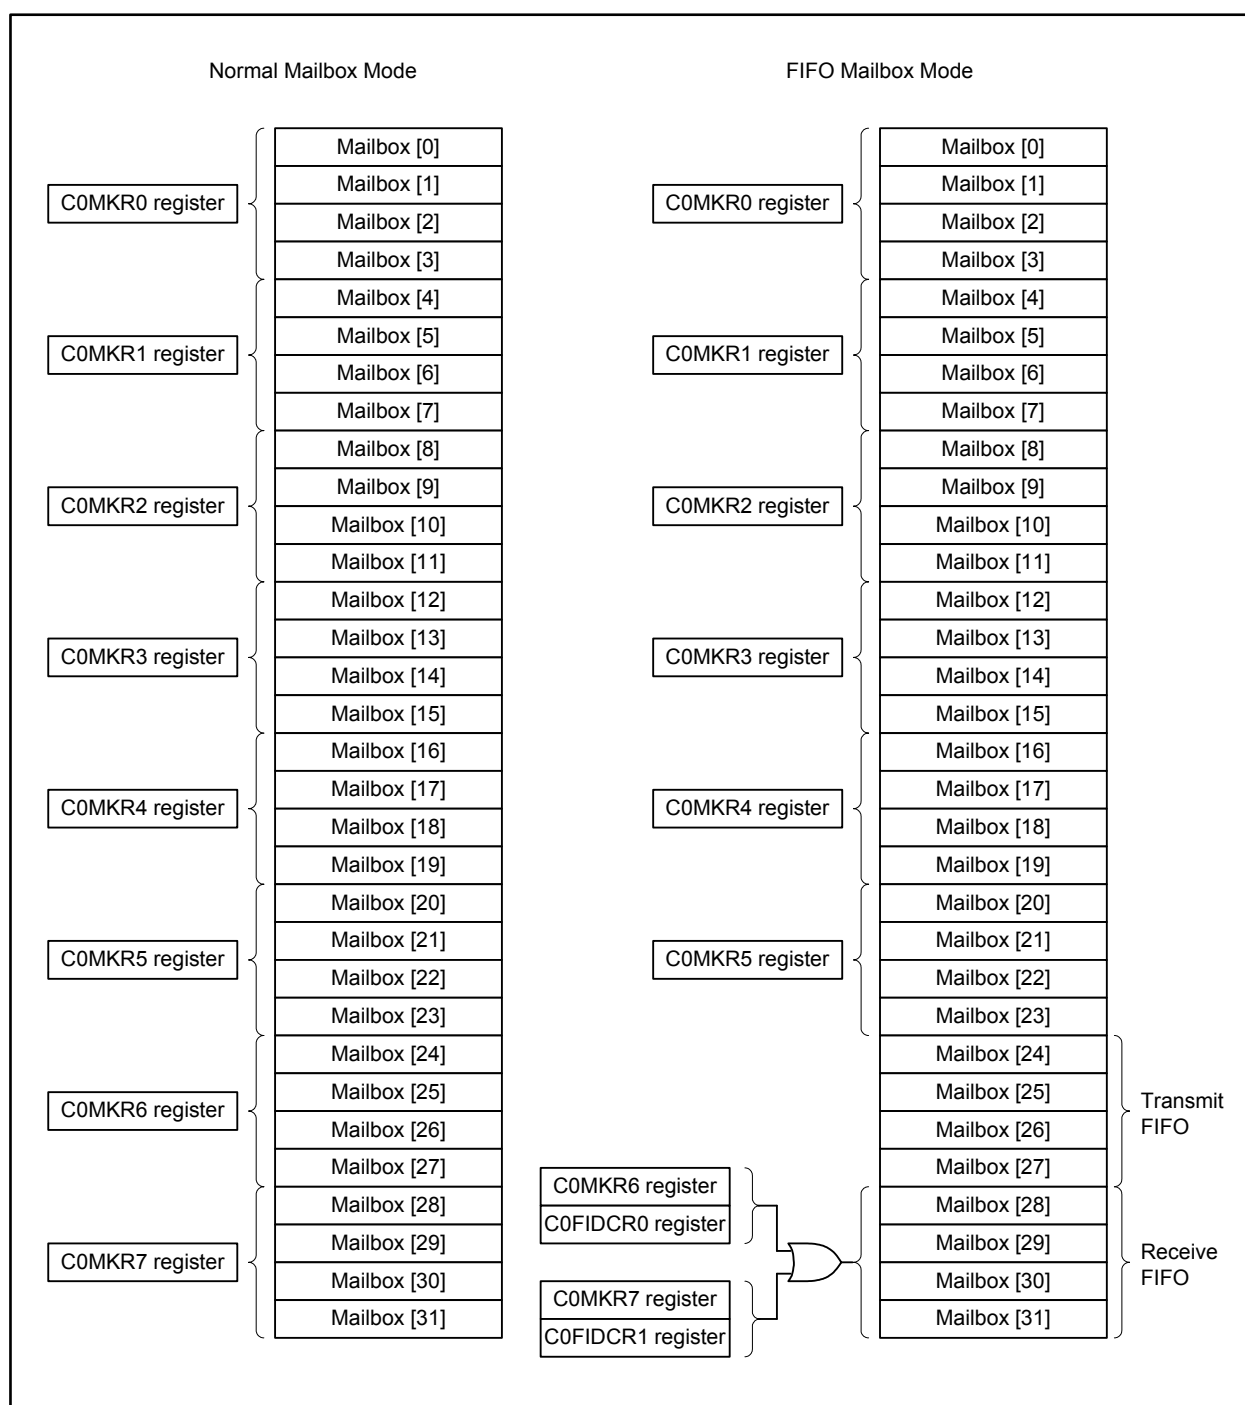 Normal Mailbox Mode
Mailbox [0]
Mailbox [1]
C0MKR0 register
Mailbox [2]
Mailbox [3]
Mailbox [4]
Mailbox [5]
C0MKR1 register
Mailbox [6]
Mailbox [7]
Mailbox [8]
Mailbox [9]
C0MKR2 register
Mailbox [10]
Mailbox [11]
Mailbox [12]
Mailbox [13]
C0MKR3 register
Mailbox [14]
Mailbox [15]
Mailbox [16]
Mailbox [17]
C0MKR4 register
Mailbox [18]
Mailbox [19]
Mailbox [20]
Mailbox [21]
C0MKR5 register
Mailbox [22]
Mailbox [23]
Mailbox [24]
Mailbox [25]
C0MKR6 register
Mailbox [26]
Mailbox [27]
Mailbox [28]
Mailbox [29]
C0MKR7 register
Mailbox [30]
Mailbox [31]
FIFO Mailbox Mode
Mailbox [0]
Mailbox [1]
C0MKR0 register
Mailbox [2]
Mailbox [3]
Mailbox [4]
Mailbox [5]
C0MKR1 register
Mailbox [6]
Mailbox [7]
Mailbox [8]
Mailbox [9]
C0MKR2 register
Mailbox [10]
Mailbox [11]
Mailbox [12]
Mailbox [13]
C0MKR3 register
Mailbox [14]
Mailbox [15]
Mailbox [16]
Mailbox [17]
C0MKR4 register
Mailbox [18]
Mailbox [19]
Mailbox [20]
Mailbox [21]
C0MKR5 register
Mailbox [22]
Mailbox [23]
Mailbox [24]
Mailbox [25]
Mailbox [26]
Mailbox [27]
Transmit
FIFO
C0MKR6 register
C0FIDCR0 register
C0MKR7 register
C0FIDCR1 register
Mailbox [28]
Mailbox [29]
Mailbox [30]
Mailbox [31]
Receive
FIFO